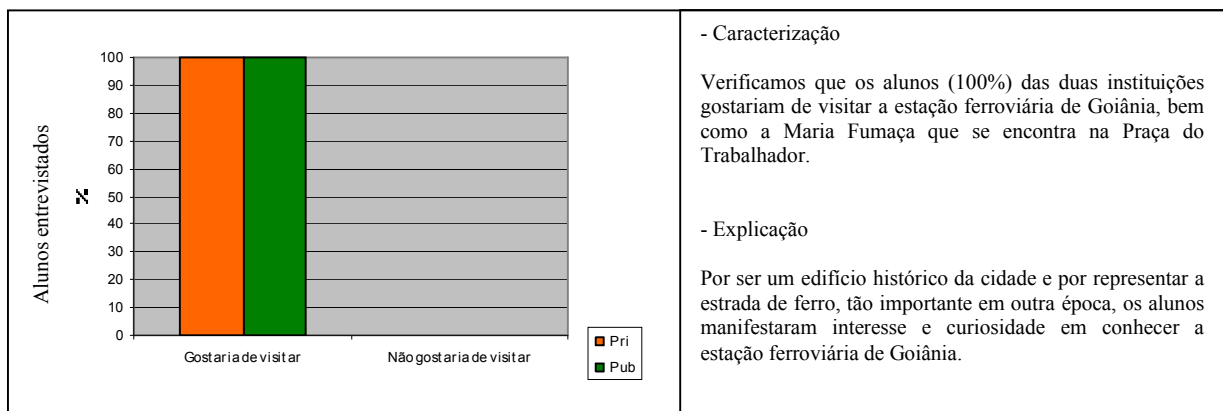 Alunos entrevistados
%
100
90
80
70
60
50
40
30
20
10
0
Gostaria de visitar
Não gostaria de visitar
Pri
Pub
- Caracterização
Verificamos que os alunos (100%) das duas instituições
gostariam de visitar a estação ferroviária de Goiânia, bem
como a Maria Fumaça que se encontra na Praça do
Trabalhador.
- Explicação
Por ser um edifício histórico da cidade e por representar a
estrada de ferro, tão importante em outra época, os alunos
manifestaram interesse e curiosidade em conhecer a
estação ferroviária de Goiânia.